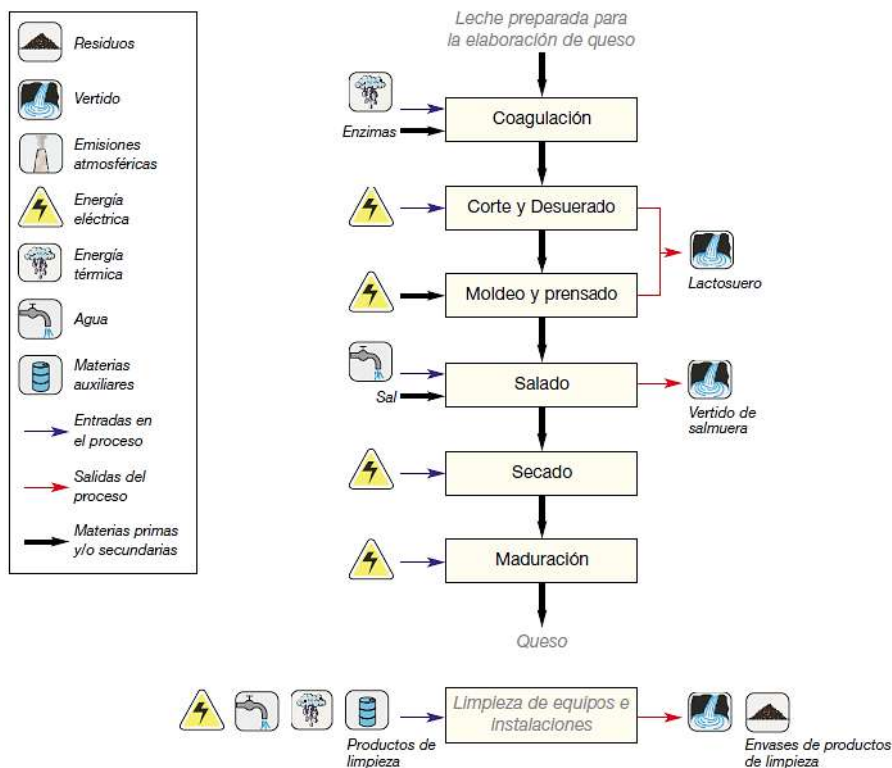 Residuos
Vertido
Emisiones
atmosféricas
Energía
eléctrica
Energía
térmica
Agua
Materias
auxiliares
Entradas en
el proceso
Salidas del
proceso
Materias primas
y/o secundarias
Leche preparada para
la elaboración de queso
Enzimas
Coagulación
Corte y Desuerado
Lactosuero
Moldeo y prensado
Sal
Salado
Vertido de
salmuera
Secado
Maduración
Queso
Productos de
limpieza
Limpieza de equipos e
instalaciones
Envases de productos
de limpieza